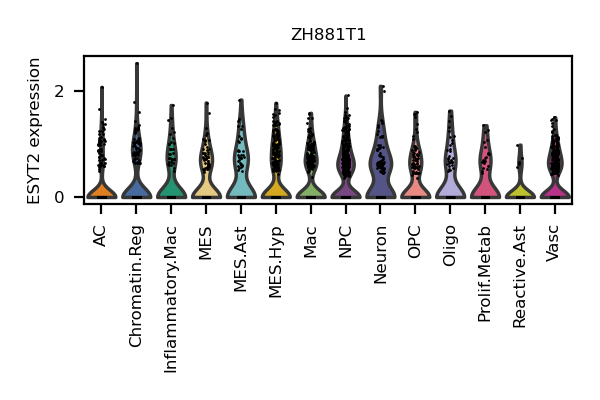 ZH881T1
ESYT2 expression
2
0
AC
Chromatin.Reg
Inflammatory.Mac
MES
MES.Ast
MES.Hyp
Mac
NPC
Neuron
OPC
Oligo
Prolif.Metab
Reactive.Ast
Vasc